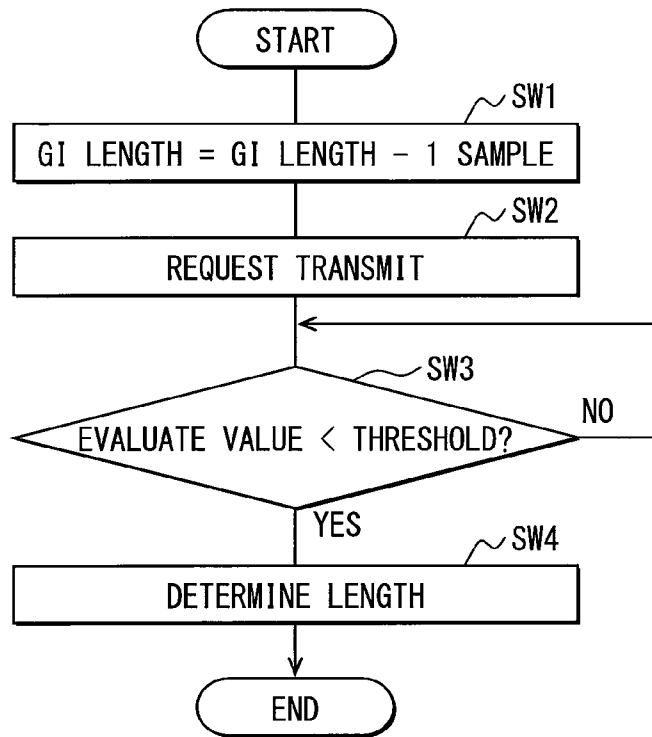 START
SW1
GI LENGTH = GI LENGTH - 1 SAMPLE
SW2
REQUEST TRANSMIT
SW3
EVALUATE VALUE < THRESHOLD?
NO
YES
SW4
DETERMINE LENGTH
END